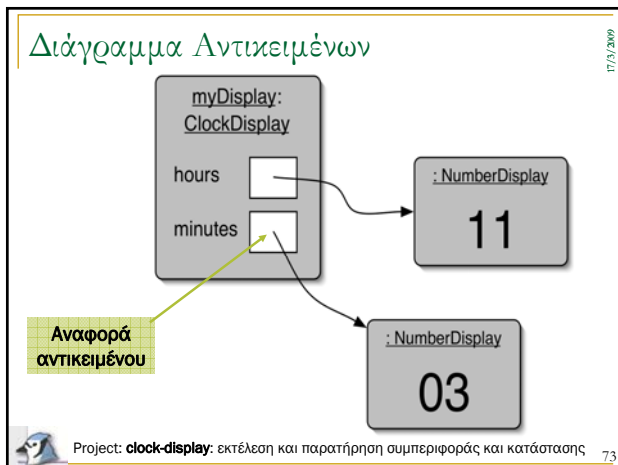 Διάγραμμα Αντικειμένων
17/3/2009
myDisplay:
ClockDisplay
hours
minutes
: NumberDisplay
11
: NumberDisplay
03
Αναφορά
αντικειμένου
Project: clock-display: εκτέλεση και παρατήρηση συμπεριφοράς και κατάστασης
73